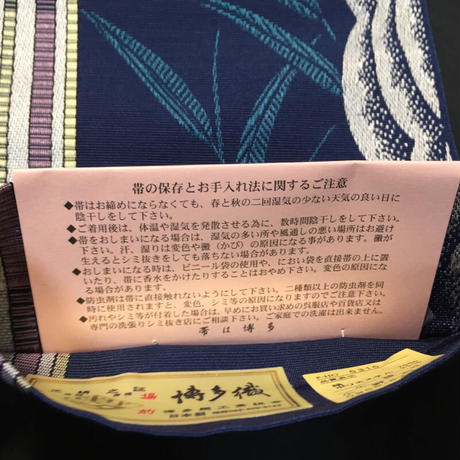 帯の保存とお手入れ法に関するご注意
◆帯はお締めにならなくても、春と秋の二回湿気の少ない天気の良い日に
陰干しをして下さい。
◆ご着用後は、体温や湿気を発散させる為に、数時間陰干して下さい。
◆帯をおしまいになる場合は、湿気の多い所や風通しの悪い場所はお避け
て下さい。汗、湿りは変色や黴(かび)の原因になる事があります。黴が
生えるとシミ抜きをしても落ちない場合があります。
◆おしまいになる時は、ビニール袋の使用や、におい袋を直接帯の上に置
いたり、帯に香水をかけたりすることはおやめ下さい。変色の原因にな
る場合があります。
◆防虫剤は帯に直接触れないようにして下さい。二種類以上の防虫剤を同
時に使用されますと、変色、シミ等の原因になりますのでご注意下さい。
◆汚れやシミ等が付着した場合は、早めにお買い求めの呉服店や百貨店又は
専門の洗張りシミ抜き店にご相談下さい。ご家庭での洗濯は出来ません。
帯は博多
証
博多織
博多織工業組合
日本製